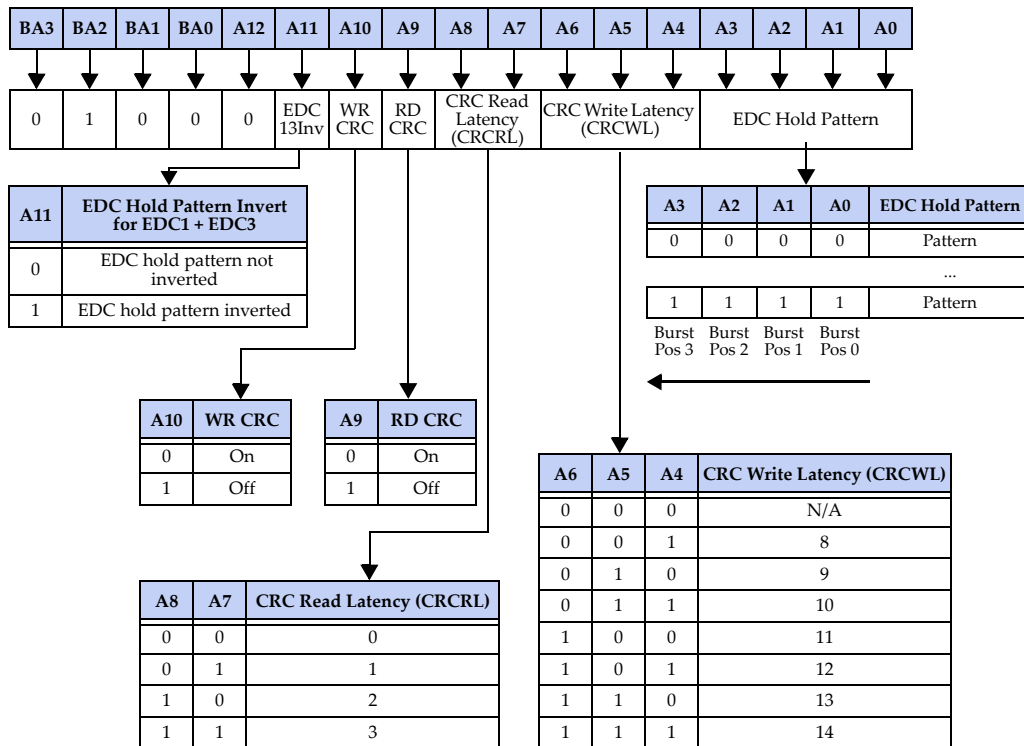 BA3 BA2 BA1 BA0 A12 A11 A10 A9 A8 A7 A6 A5 A4 A3 A2 A1 A0
0 1 0 0 0 EDC 13Inv WR CRC RD CRC CRC Read Latency (CRCRL) CRC Write Latency (CRCWL) EDC Hold Pattern
A11 EDC Hold Pattern Invert for EDC1 + EDC3
0 EDC hold pattern not inverted
1 EDC hold pattern inverted
A3 A2 A1 A0 EDC Hold Pattern
0 0 0 0 Pattern
...
1 1 1 1 Pattern
Burst Burst Burst Burst
Pos 3 Pos 2 Pos 1 Pos 0
A10 WR CRC
0 On
1 Off
A9 RD CRC
0 On
1 Off
A8 A7 CRC Read Latency (CRCRL)
0 0 0
0 1 1
1 0 2
1 1 3
A6 A5 A4 CRC Write Latency (CRCWL)
0 0 0 N/A
0 0 1 8
0 1 0 9
0 1 1 10
1 0 0 11
1 0 1 12
1 1 0 13
1 1 1 14